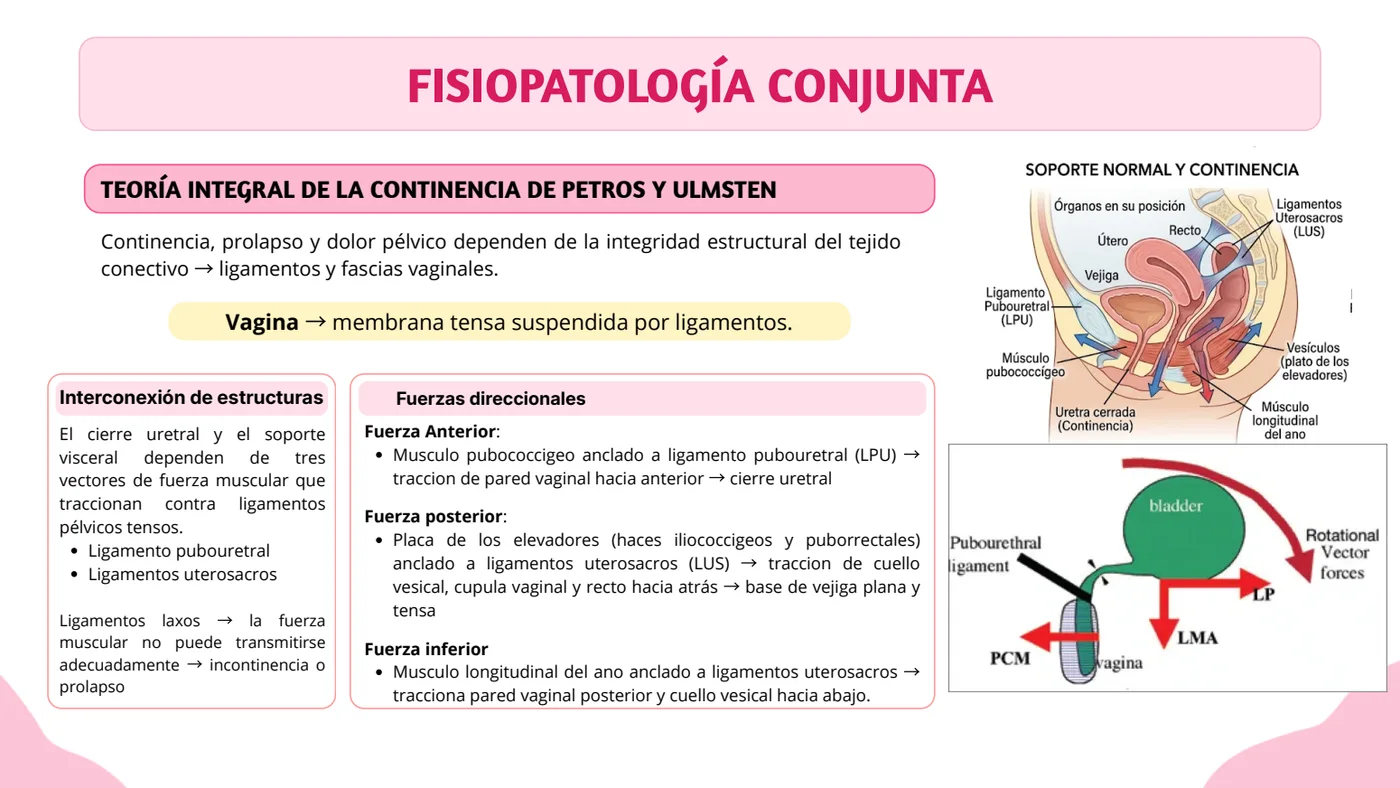 FISIOPATOLOGÍA CONJUNTA
TEORÍA INTEGRAL DE LA CONTINENCIA DE PETROS Y ULMSTEN
Continencia, prolapso y dolor pélvico dependen de la integridad estructural del tejido
conectivo → ligamentos y fascias vaginales.
Vagina → membrana tensa suspendida por ligamentos.
Interconexión de estructuras
El cierre uretral y el soporte
visceral dependen de tres
vectores de fuerza muscular que
traccionan contra ligamentos
pélvicos tensos.
• Ligamento pubouretral
• Ligamentos uterosacros
Ligamentos laxos → la fuerza
muscular no puede transmitirse
adecuadamente → incontinencia o
prolapso
Fuerzas direccionales
Fuerza Anterior:
• Musculo pubococcigeo anclado a ligamento pubouretral (LPU) →
traccion de pared vaginal hacia anterior → cierre uretral
Fuerza posterior:
• Placa de los elevadores (haces iliococcigeos y puborrectales)
anclado a ligamentos uterosacros (LUS) → traccion de cuello
vesical, cupula vaginal y recto hacia atrás → base de vejiga plana y
tensa
Fuerza inferior
• Musculo longitudinal del ano anclado a ligamentos uterosacros →
tracciona pared vaginal posterior y cuello vesical hacia abajo.
SOPORTE NORMAL Y CONTINENCIA
Órganos en su posición
Ligamentos
Uterosacros
(LUS)
Recto
Útero
Vejiga
Ligamento
Pubouretral
(LPU)
Músculo
pubococcígeo
Vesículos
(plato de los
elevadores)
Uretra cerrada
(Continencia)
Músculo
longitudinal
del ano
bladder
Pubourethral
ligament
Rotational
Vector
forces
LP
LMA
PCM
vagina